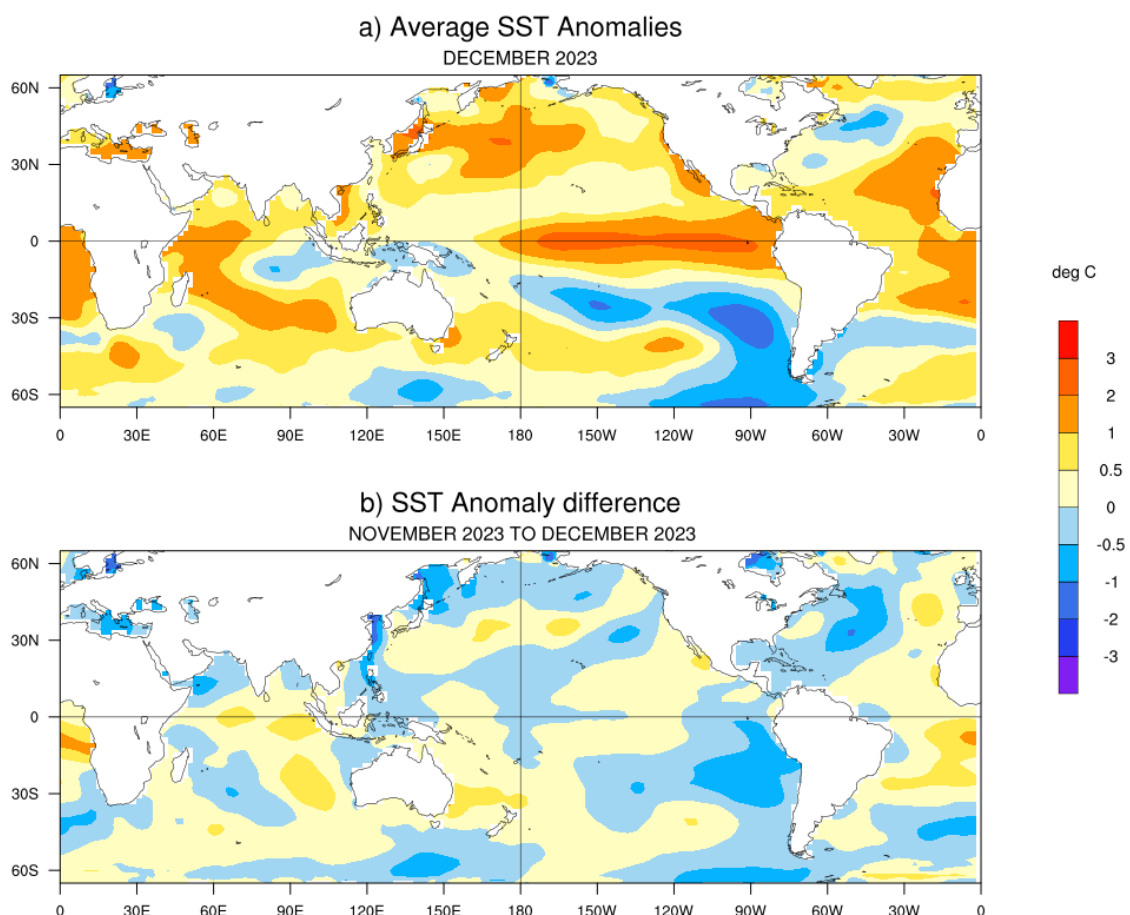 a) Average SST Anomalies
DECEMBER 2023
60N
30N
0
30S
60S
0 30E 60E 90E 120E 150E 180 150W 120W 90W 60W 30W 0
deg C
3
2
1
0.5
0
-0.5
-1
-2
-3
b) SST Anomaly difference
NOVEMBER 2023 TO DECEMBER 2023
60N
30N
0
30S
60S
0 30E 60E 90E 120E 150E 180 150W 120W 90W 60W 30W 0